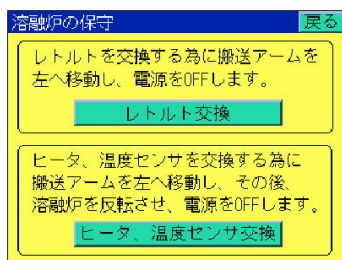 溶融炉の保守
戻る
レトルトを交換する為に搬送アームを
左へ移動し、電源をOFFします。
レトルト交換
ヒータ、温度センサを交換する為に
搬送アームを左へ移動し、その後、
溶融炉を反転させ、電源をOFFします。
ヒータ、温度センサ交換